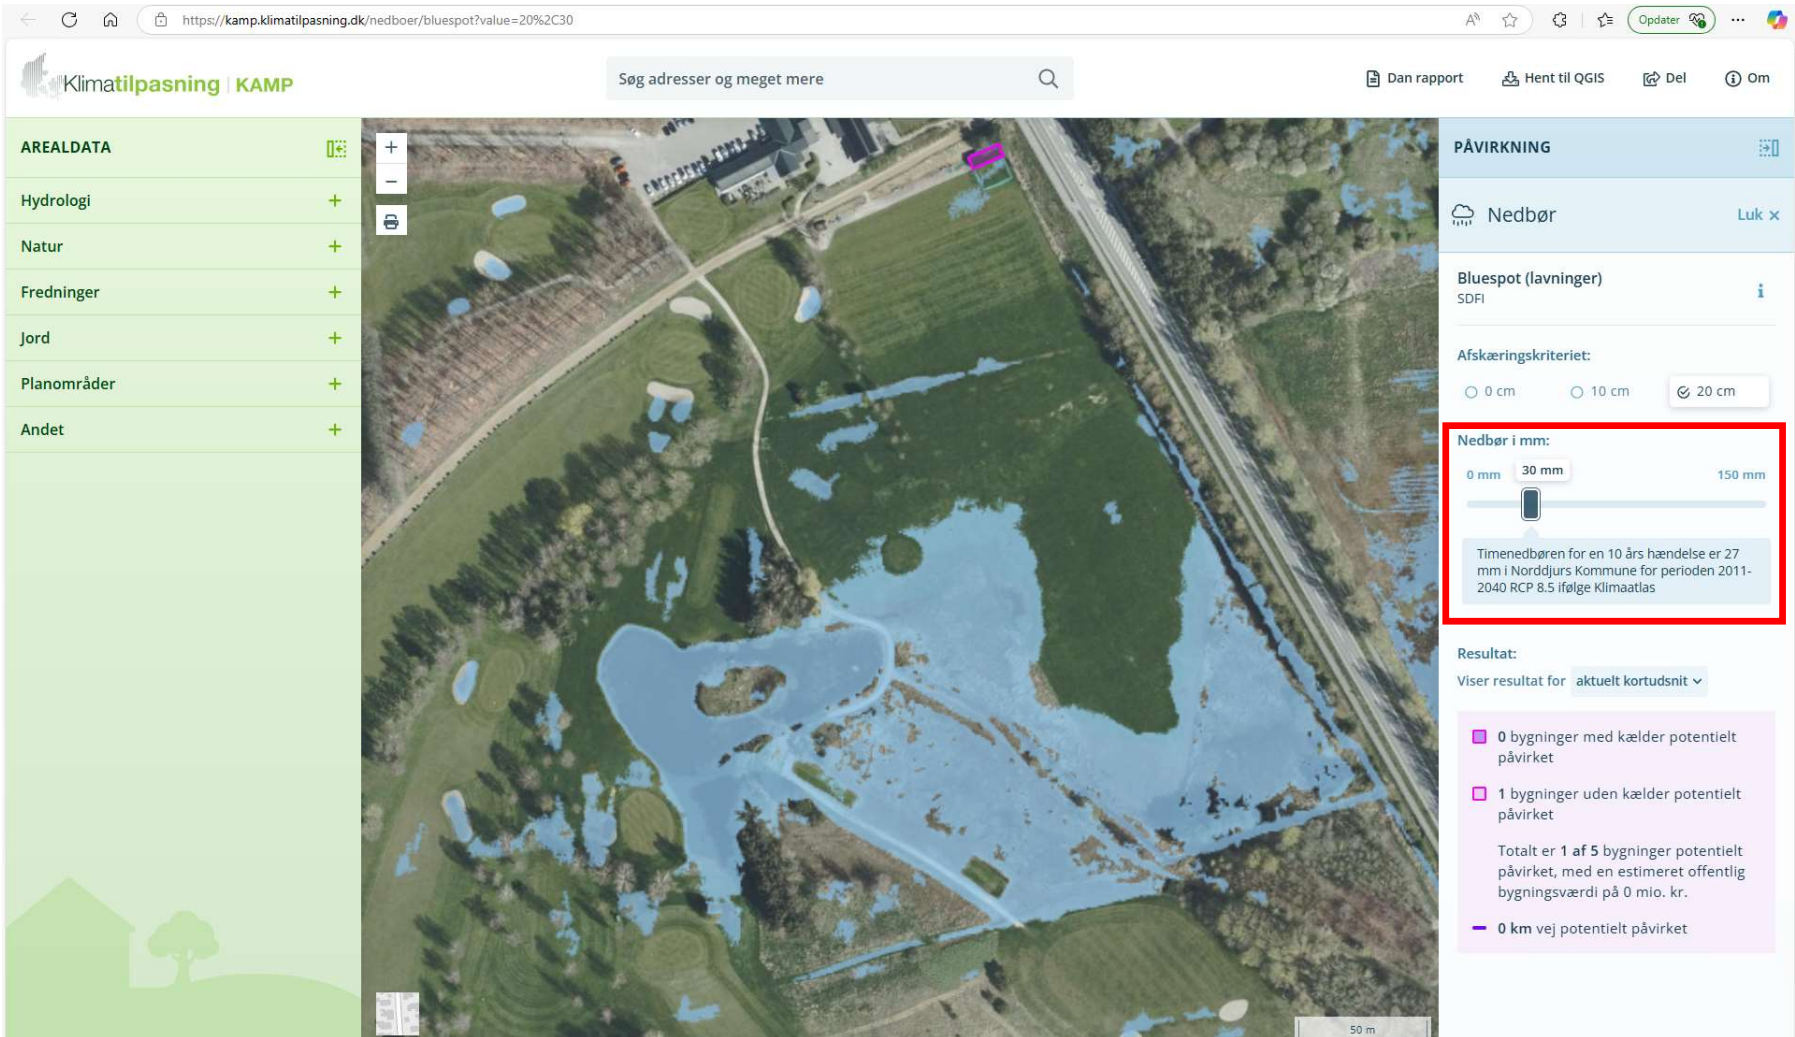 https://kamp.klimatilpasning.dk/nedboer/bluespot?value=20%2C30
Opdater
Klimatilpasning | KAMP
Søg adresser og meget mere
Dan rapport
Hent til QGIS
Del
Om
AREALDATA
Hydrologi
Natur
Fredninger
Jord
Planområder
Andet
50 m
PÅVIRKNING
Nedbør
Luk ×
Bluespot (lavninger)
SDFI
Afskæringskriteriet:
0 cm
10 cm
20 cm
Nedbør i mm:
0 mm
30 mm
150 mm
Timenedbøren for en 10 års hændelse er 27
mm i Norddjurs Kommune for perioden 2011-
2040 RCP 8.5 ifølge Klimaatlas
Resultat:
Viser resultat for aktuelt kortudsnit
0 bygninger med kælder potentielt
påvirket
1 bygninger uden kælder potentielt
påvirket
Totalt er 1 af 5 bygninger potentielt
påvirket, med en estimeret offentlig
bygningsværdi på 0 mio. kr.
0 km vej potentielt påvirket